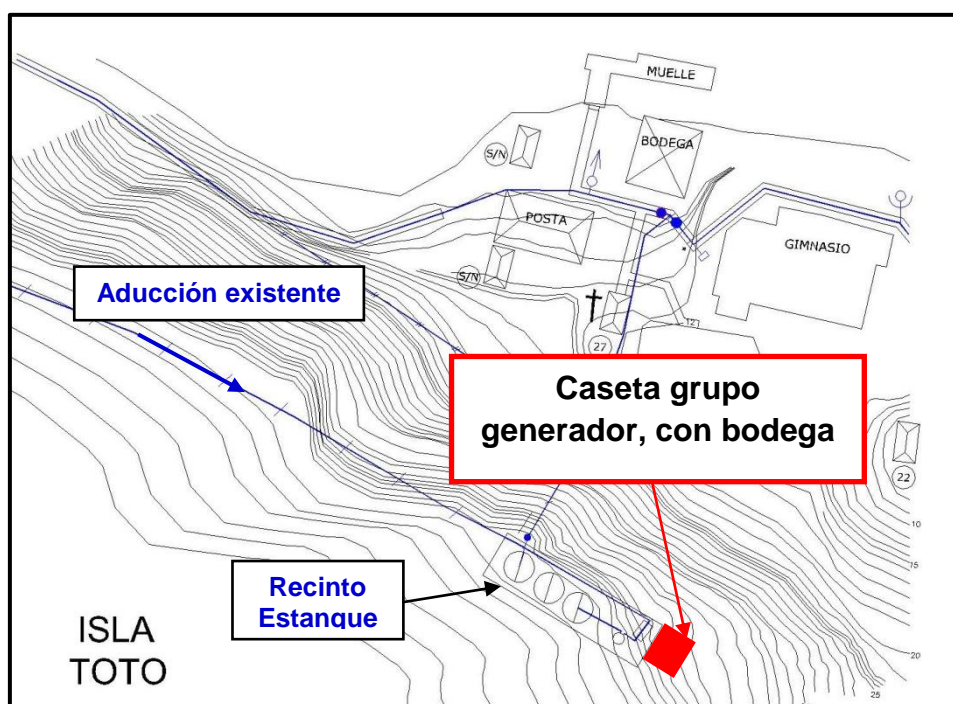 MUELLE
BODEGA
S/N
POSTA
GIMNASIO
S/N
Aducción existente
12
27
Caseta grupo
generador, con bodega
22
10
15
Recinto
Estanque
ISLA
TOTO
20
25